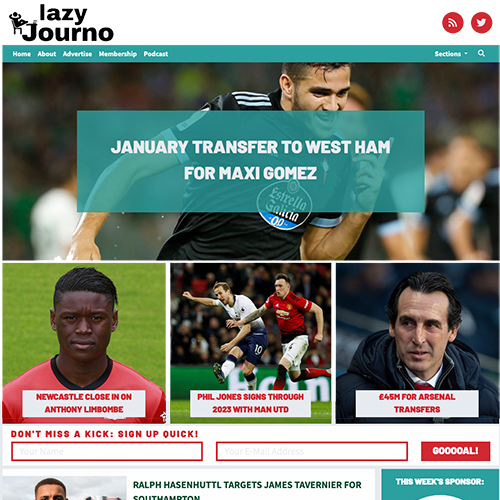 lazy
Journo
Home About Advertise Membership Podcast Sections
JANUARY TRANSFER TO WEST HAM
FOR MAXI GOMEZ
Estrella
Galicia
0,0
NEWCASTLE CLOSE IN ON
ANTHONY LIMBOMBE
PHIL JONES SIGNS THROUGH
2023 WITH MAN UTD
£45M FOR ARSENAL
TRANSFERS
DON'T MISS A KICK: SIGN UP QUICK!
Your Name
Your E-Mail Address
GOOOOAL!
RALPH HASENHUTTL TARGETS JAMES TAVERNIER FOR
SOUTHAMPTON
THIS WEEK'S SPONSOR: